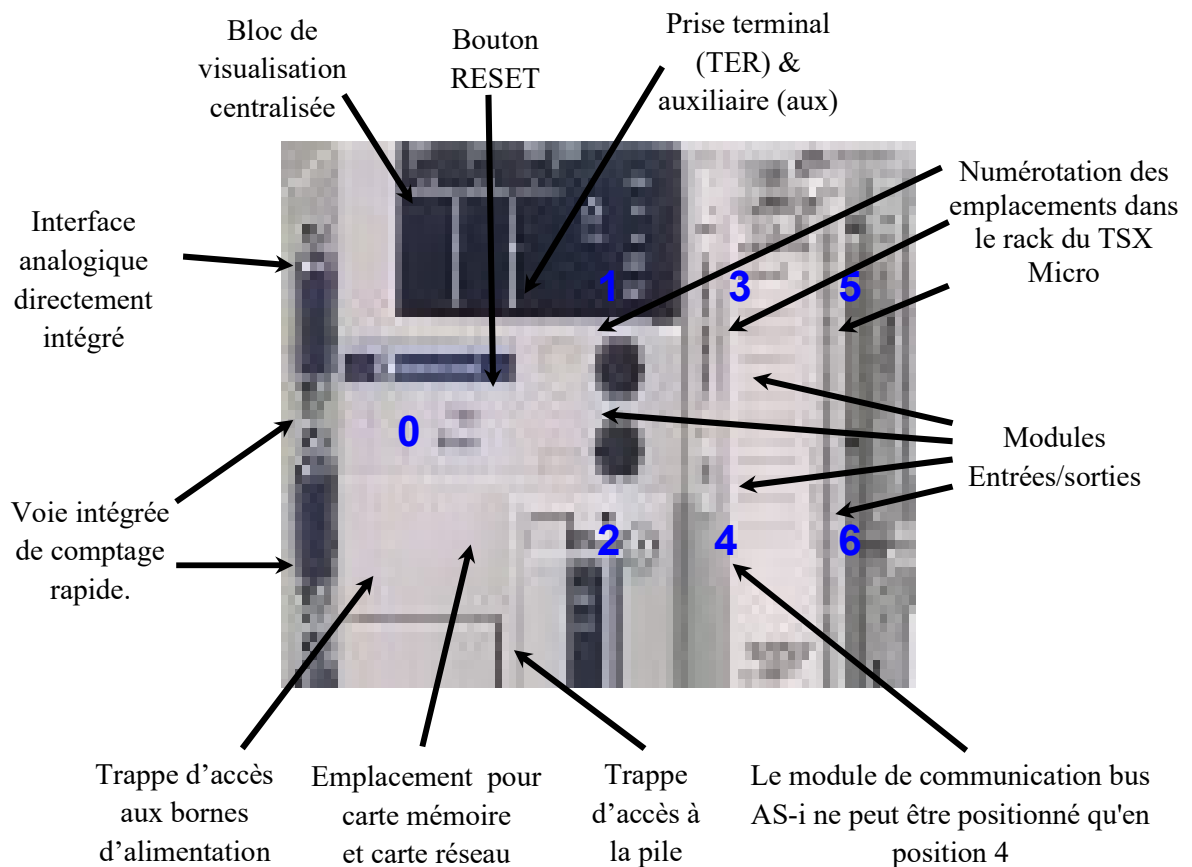 Bloc de
visualisation
centralisée
Bouton
RESET
Prise terminal
(TER) &
auxiliaire (aux)
Interface
analogique
directement
intégré
Numérotation des
emplacements dans
le rack du TSX
Micro
1
3
5
0
Modules
Entrées/sorties
Voie intégrée
de comptage
rapide.
2
4
6
Trappe d’accès
aux bornes
d’alimentation
Emplacement pour
carte mémoire
et carte réseau
Trappe
d’accès à
la pile
Le module de communication bus
AS-i ne peut être positionné qu'en
position 4